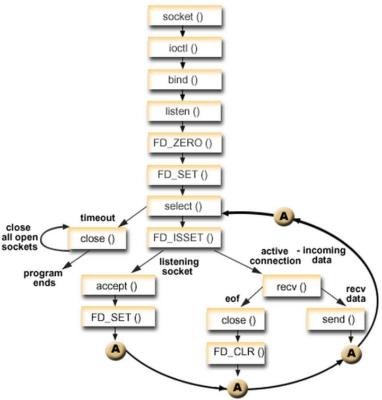 socket ()
ioctl ()
bind ()
listen ()
FD_ZERO ()
FD_SET ()
select ()
A
timeout
close
all open
sockets
close ()
FD_ISSET ()
program
ends
listening
socket
active - incoming
connection data
accept ()
recv ()
eof
recv
data
FD_SET ()
close ()
send ()
A
FD_CLR ()
A
A